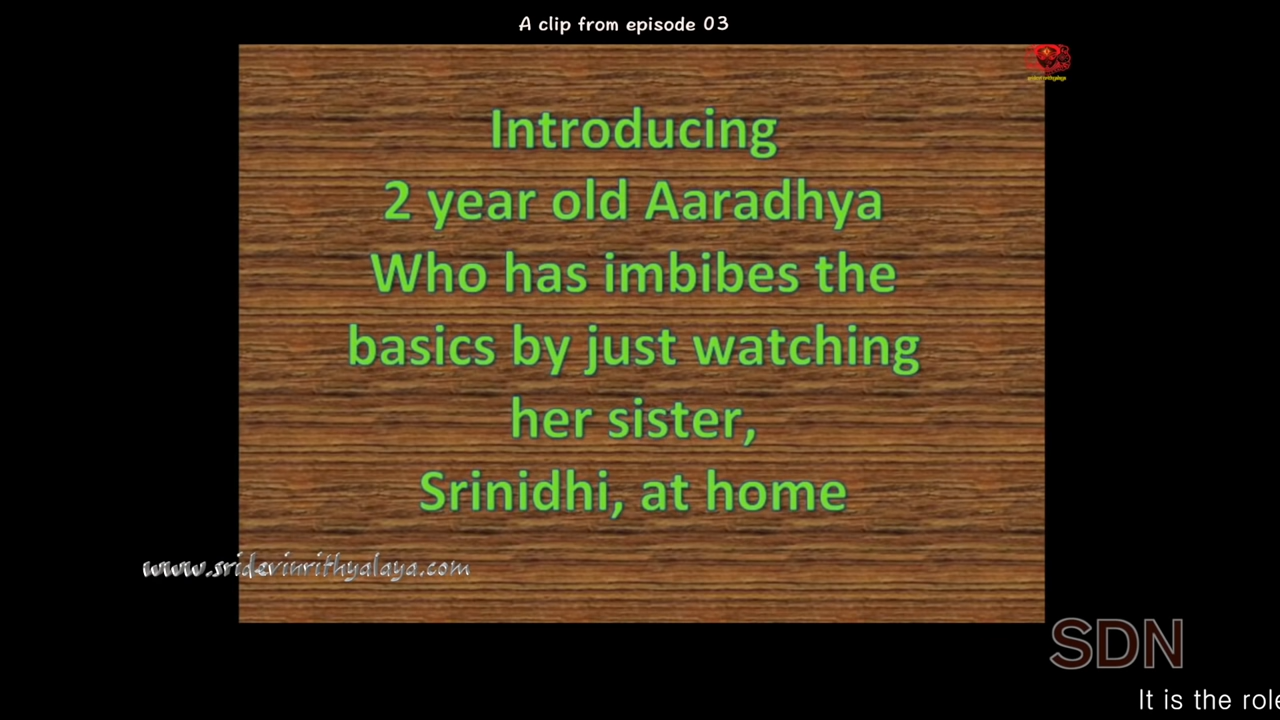 A clip from episode 03
Introducing
2 year old Aaradhya
Who has imbibes the
basics by just watching
her sister,
Srinidhi, at home
www.sridevinrithyalaya.com
SDN
It is the role